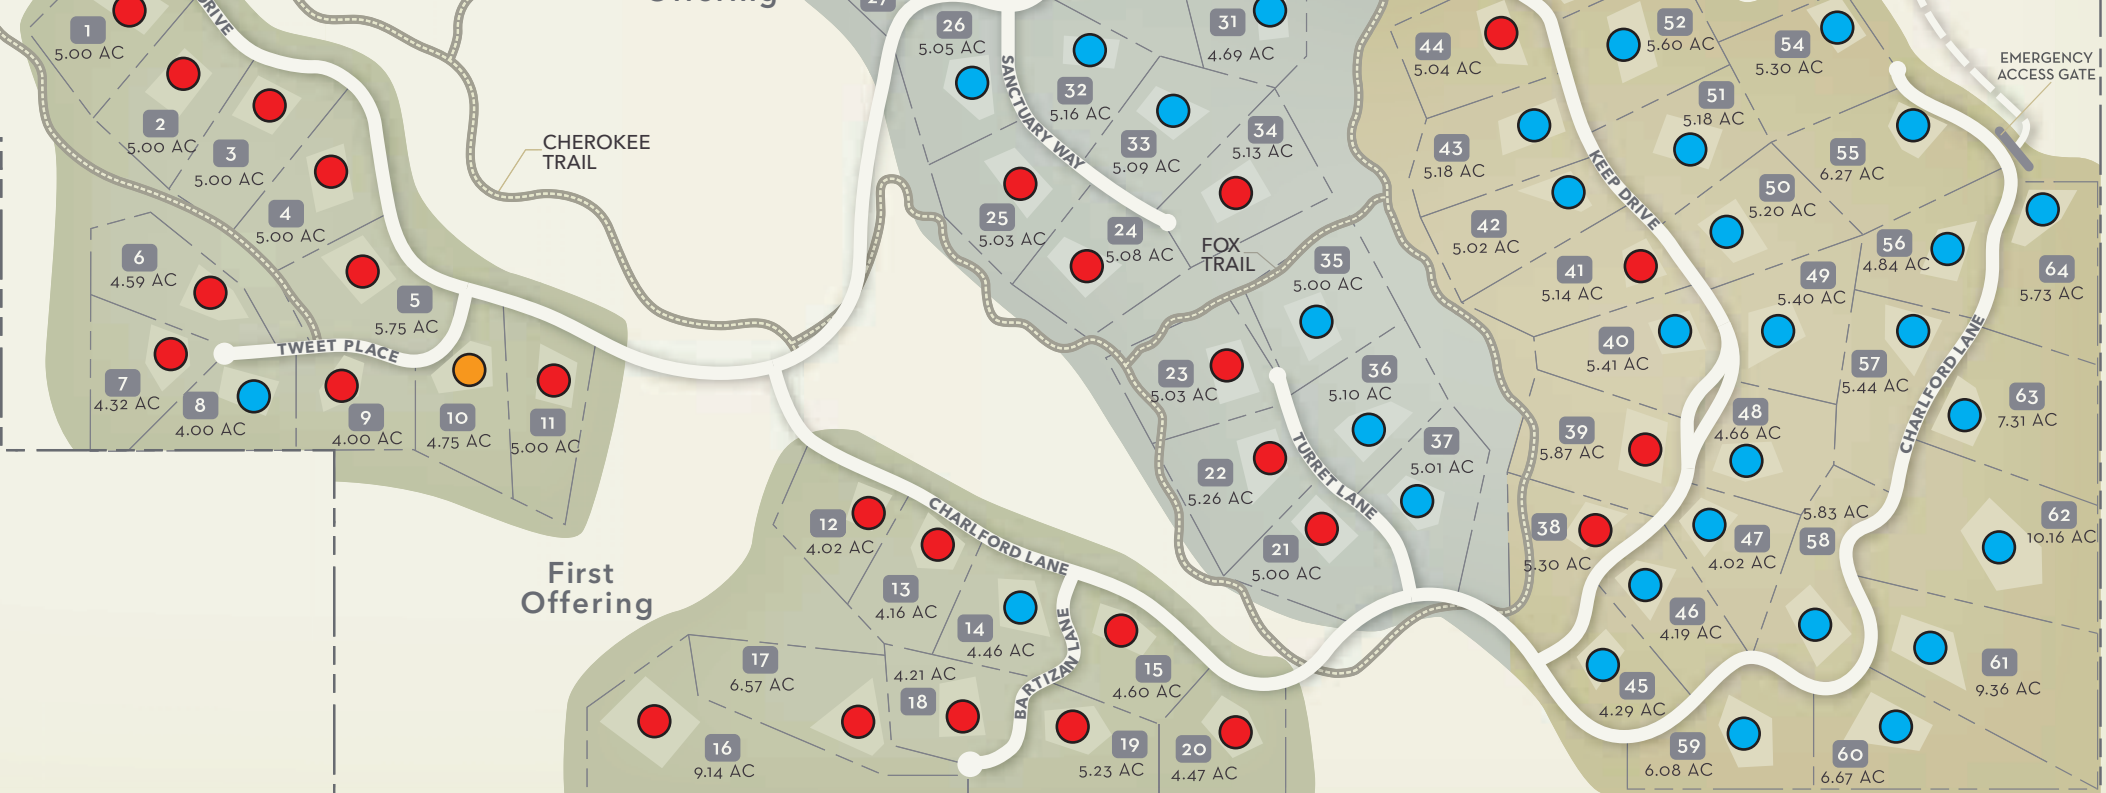 Offering
DRIVE
1
5.00 AC
2
5.00 AC
3
5.00 AC
4
5.00 AC
5
5.75 AC
6
4.59 AC
7
4.32 AC
8
4.00 AC
9
4.00 AC
10
4.75 AC
11
5.00 AC
TWEET PLACE
CHEROKEE
TRAIL
First
Offering
12
4.02 AC
13
4.16 AC
14
4.46 AC
15
4.60 AC
16
9.14 AC
17
6.57 AC
4.21 AC
18
19
5.23 AC
20
4.47 AC
CHARLFORD LANE
BARTIZAN LANE
27
26
5.05 AC
SANCTUARY WAY
31
4.69 AC
32
5.16 AC
33
5.09 AC
34
5.13 AC
25
5.03 AC
24
5.08 AC
FOX
TRAIL
35
5.00 AC
36
5.10 AC
37
5.01 AC
23
5.03 AC
22
5.26 AC
21
5.00 AC
TURRET LANE
44
5.04 AC
43
5.18 AC
42
5.02 AC
41
5.14 AC
40
5.41 AC
39
5.87 AC
38
5.30 AC
KEEP DRIVE
52
5.60 AC
54
5.30 AC
51
5.18 AC
55
6.27 AC
50
5.20 AC
49
5.40 AC
56
4.84 AC
57
5.44 AC
48
4.66 AC
47
4.02 AC
5.83 AC
58
46
4.19 AC
45
4.29 AC
59
6.08 AC
60
6.67 AC
61
9.36 AC
62
10.16 AC
63
7.31 AC
64
5.73 AC
CHARLFORD LANE
EMERGENCY
ACCESS GATE